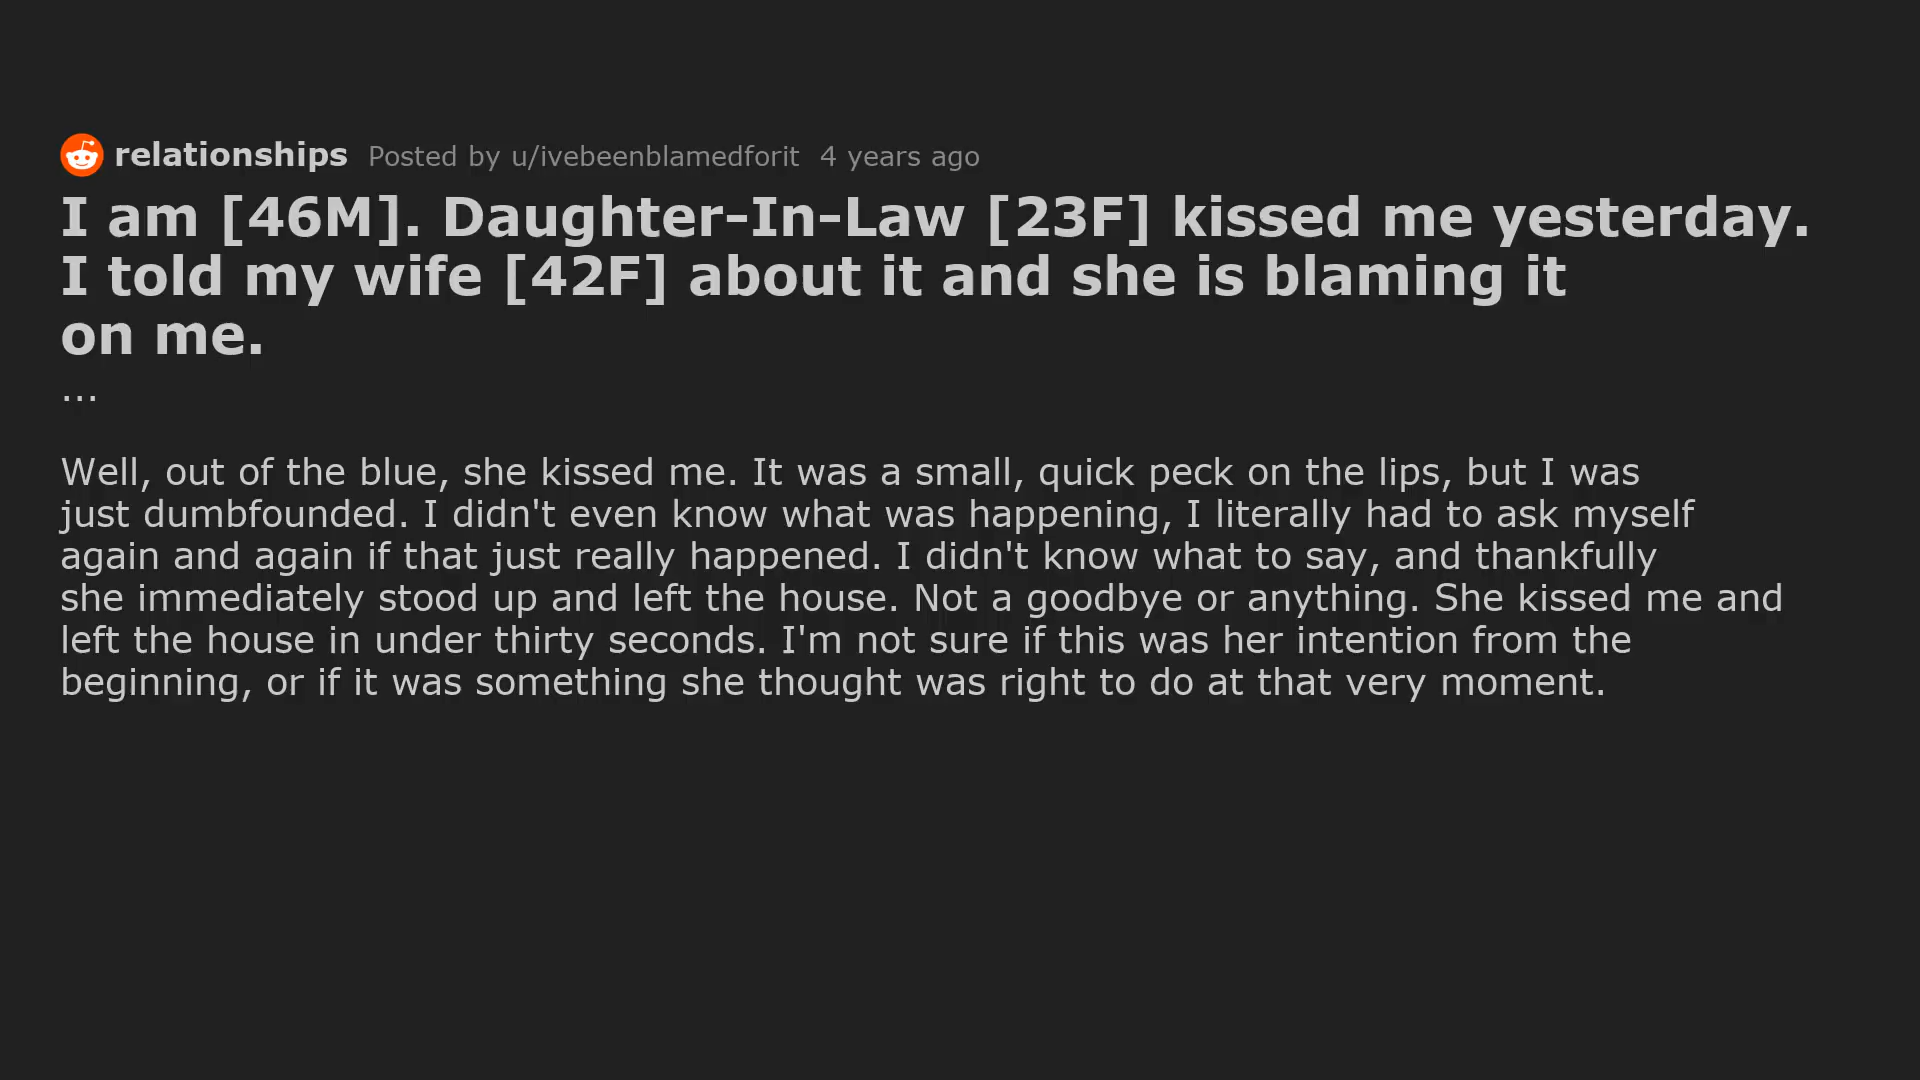 relationships Posted by u/ivebeenblamedforit 4 years ago
I am [46M]. Daughter-In-Law [23F] kissed me yesterday.
I told my wife [42F] about it and she is blaming it
on me.
...
Well, out of the blue, she kissed me. It was a small, quick peck on the lips, but I was
just dumbfounded. I didn't even know what was happening, I literally had to ask myself
again and again if that just really happened. I didn't know what to say, and thankfully
she immediately stood up and left the house. Not a goodbye or anything. She kissed me and
left the house in under thirty seconds. I'm not sure if this was her intention from the
beginning, or if it was something she thought was right to do at that very moment.